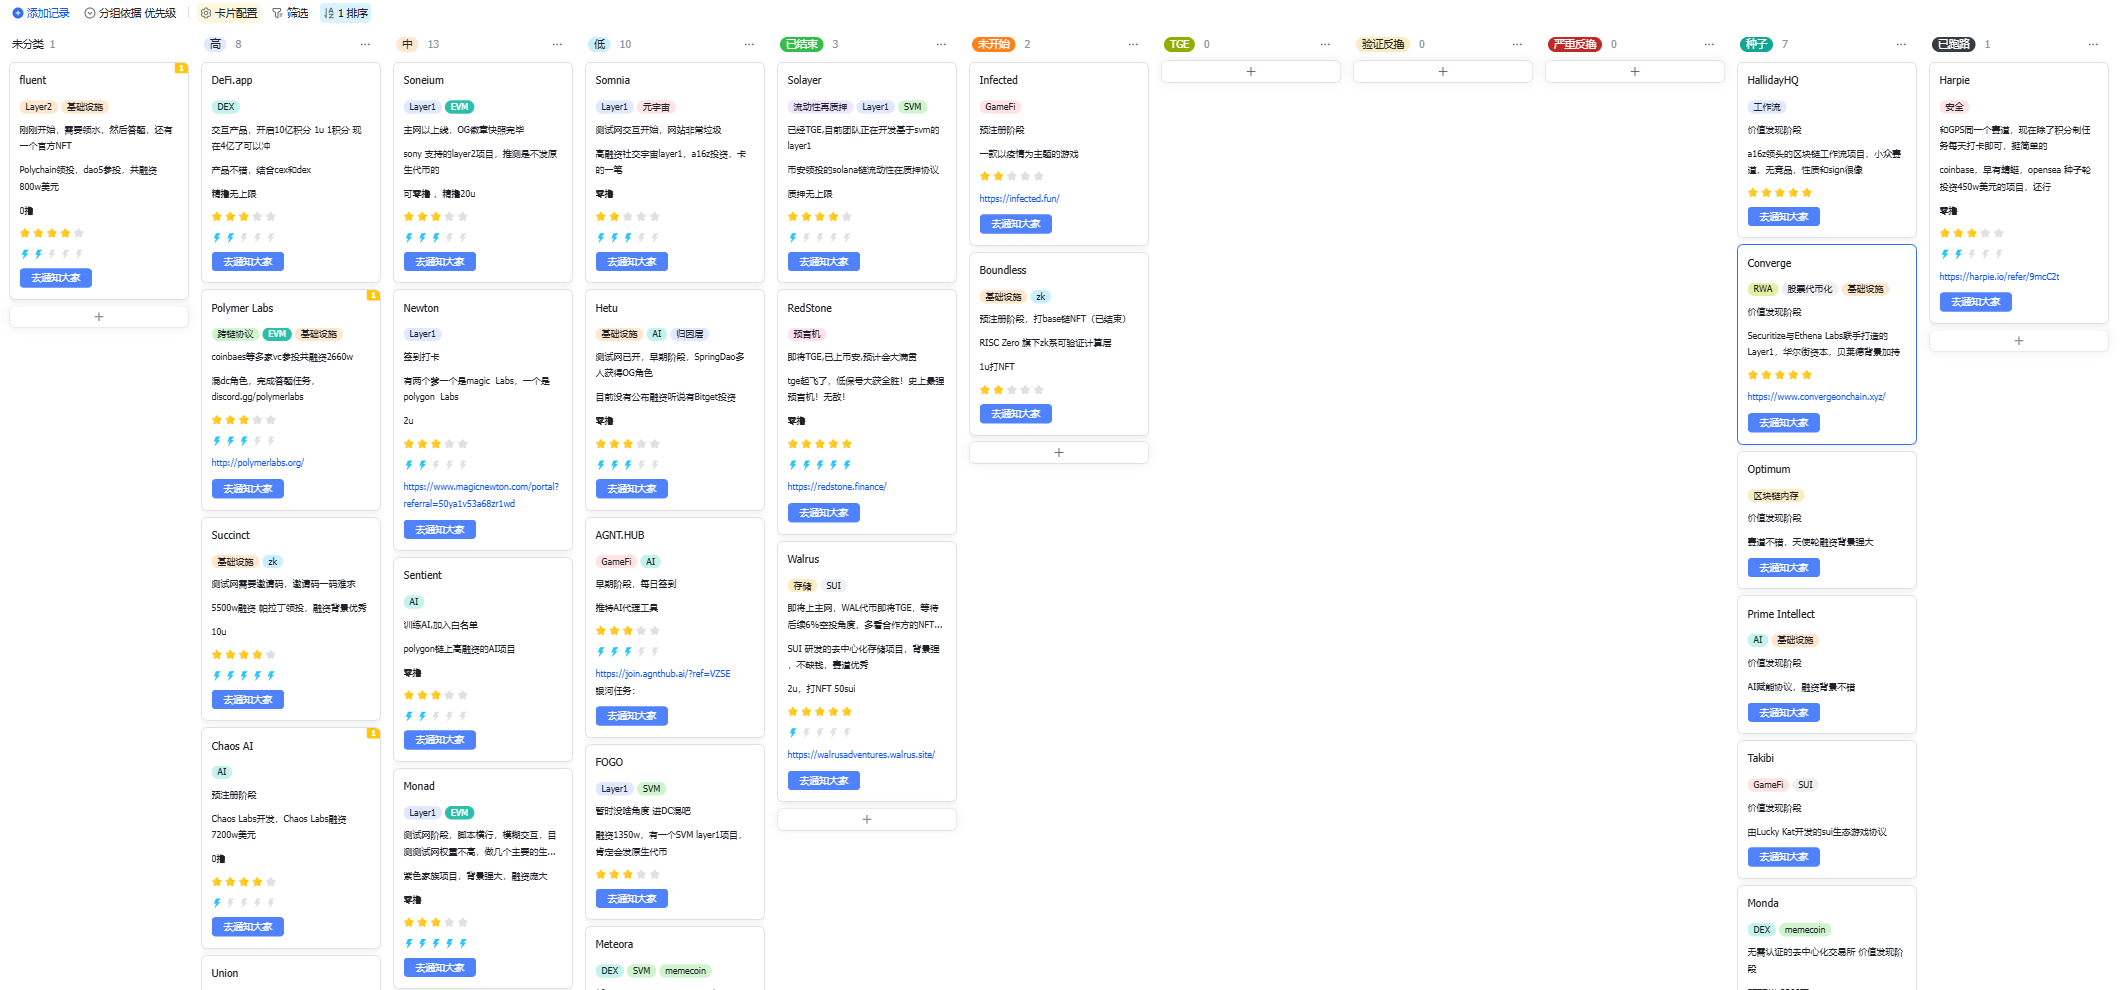 添加记录
分组依据 优先级
卡片配置
筛选
1 排序
未分类 1
fluent
1
Layer2 基础设施
刚刚开始，需要领水，然后答题，还有
一个官方NFT
Polychain领投，dao5参投，共融资
800w美元
0撸
去通知大家
高 8
DeFi.app
DEX
交互产品，开启10亿积分 1u 1积分 现
在4亿了可以冲
产品不错，结合cex和dex
精撸无上限
去通知大家
Polymer Labs
1
跨链协议 EVM 基础设施
coinbaes等多家vc参投共融资2660w
混dc角色，完成答题任务，
discord.gg/polymerlabs
http://polymerlabs.org/
去通知大家
Succinct
基础设施 zk
测试网需要邀请码，邀请码一码难求
5500w融资 帕拉丁领投，融资背景优秀
10u
去通知大家
Chaos AI
1
AI
预注册阶段
Chaos Labs开发，Chaos Labs融资
7200w美元
0撸
去通知大家
Union
中 13
Soneium
Layer1 EVM
主网以上线，OG徽章快照完毕
sony 支持的layer2项目，推测是不发原
生代币的
可零撸 ，精撸20u
去通知大家
Newton
Layer1
签到打卡
有两个爹一个是magic Labs，一个是
polygon Labs
2u
https://www.magicnewton.com/portal?
referral=50ya1v53a68zr1wd
去通知大家
Sentient
AI
训练AI,加入白名单
polygon链上高融资的AI项目
零撸
去通知大家
Monad
Layer1 EVM
测试网阶段，脚本横行，模糊交互，目
测测试网权重不高，做几个主要的生...
紫色家族项目，背景强大，融资庞大
零撸
去通知大家
低 10
Somnia
Layer1 元宇宙
测试网交互开始，网站非常垃圾
高融资社交宇宙layer1，a16z投资，卡
的一笔
零撸
去通知大家
Hetu
基础设施 AI 归因层
测试网已开，早期阶段，SpringDao多
人获得OG角色
目前没有公布融资听说有Bitget投资
零撸
去通知大家
AGNT.HUB
GameFi AI
早期阶段，每日签到
推特AI代理工具
https://join.agnthub.ai/?ref=VZSE
银河任务：
去通知大家
FOGO
Layer1 SVM
暂时没啥角度 进DC混吧
融资1350w，有一个SVM layer1项目，
肯定会发原生代币
去通知大家
Meteora
DEX SVM memecoin
已结束 3
Solayer
流动性再质押 Layer1 SVM
已经TGE,目前团队正在开发基于svm的
layer1
币安领投的solana链流动性在质押协议
质押无上限
去通知大家
RedStone
预言机
即将TGE,已上币安,预计会大满贯
tge起飞了，低保号大获全胜！史上最强
预言机！无敌！
零撸
https://redstone.finance/
去通知大家
Walrus
存储 SUI
即将上主网，WAL代币即将TGE，等待
后续6%空投角度，多看合作方的NFT...
SUI 研发的去中心化存储项目，背景强
，不缺钱，赛道优秀
2u，打NFT 50sui
https://walrusadventures.walrus.site/
去通知大家
未开始 2
Infected
GameFi
预注册阶段
一款以疫情为主题的游戏
https://infected.fun/
去通知大家
Boundless
基础设施 zk
预注册阶段，打base链NFT（已结束）
RISC Zero 旗下zk系可验证计算层
1u打NFT
去通知大家
TGE 0
验证反撸 0
严重反撸 0
种子 7
HallidayHQ
工作流
价值发现阶段
a16z领头的区块链工作流项目，小众赛
道，无竞品，性质和sign很像
去通知大家
Converge
RWA 股票代币化 基础设施
价值发现阶段
Securitize与Ethena Labs联手打造的
Layer1，华尔街资本，贝莱德背景加持
https://www.convergeonchain.xyz/
去通知大家
Optimum
区块链内存
价值发现阶段
赛道不错，天使轮融资背景强大
去通知大家
Prime Intellect
AI 基础设施
价值发现阶段
AI赋能协议，融资背景不错
去通知大家
Takibi
GameFi SUI
价值发现阶段
由Lucky Kat开发的sui生态游戏协议
去通知大家
Monda
DEX memecoin
无需认证的去中心化交易所 价值发现阶
段
已跑路 1
Harpie
安全
和GPS同一个赛道，现在除了积分制任
务每天打卡即可，挺简单的
coinbase，早有蜻蜓，opensea 种子轮
投资450w美元的项目，还行
零撸
https://harpie.io/refer/9mcC2t
去通知大家